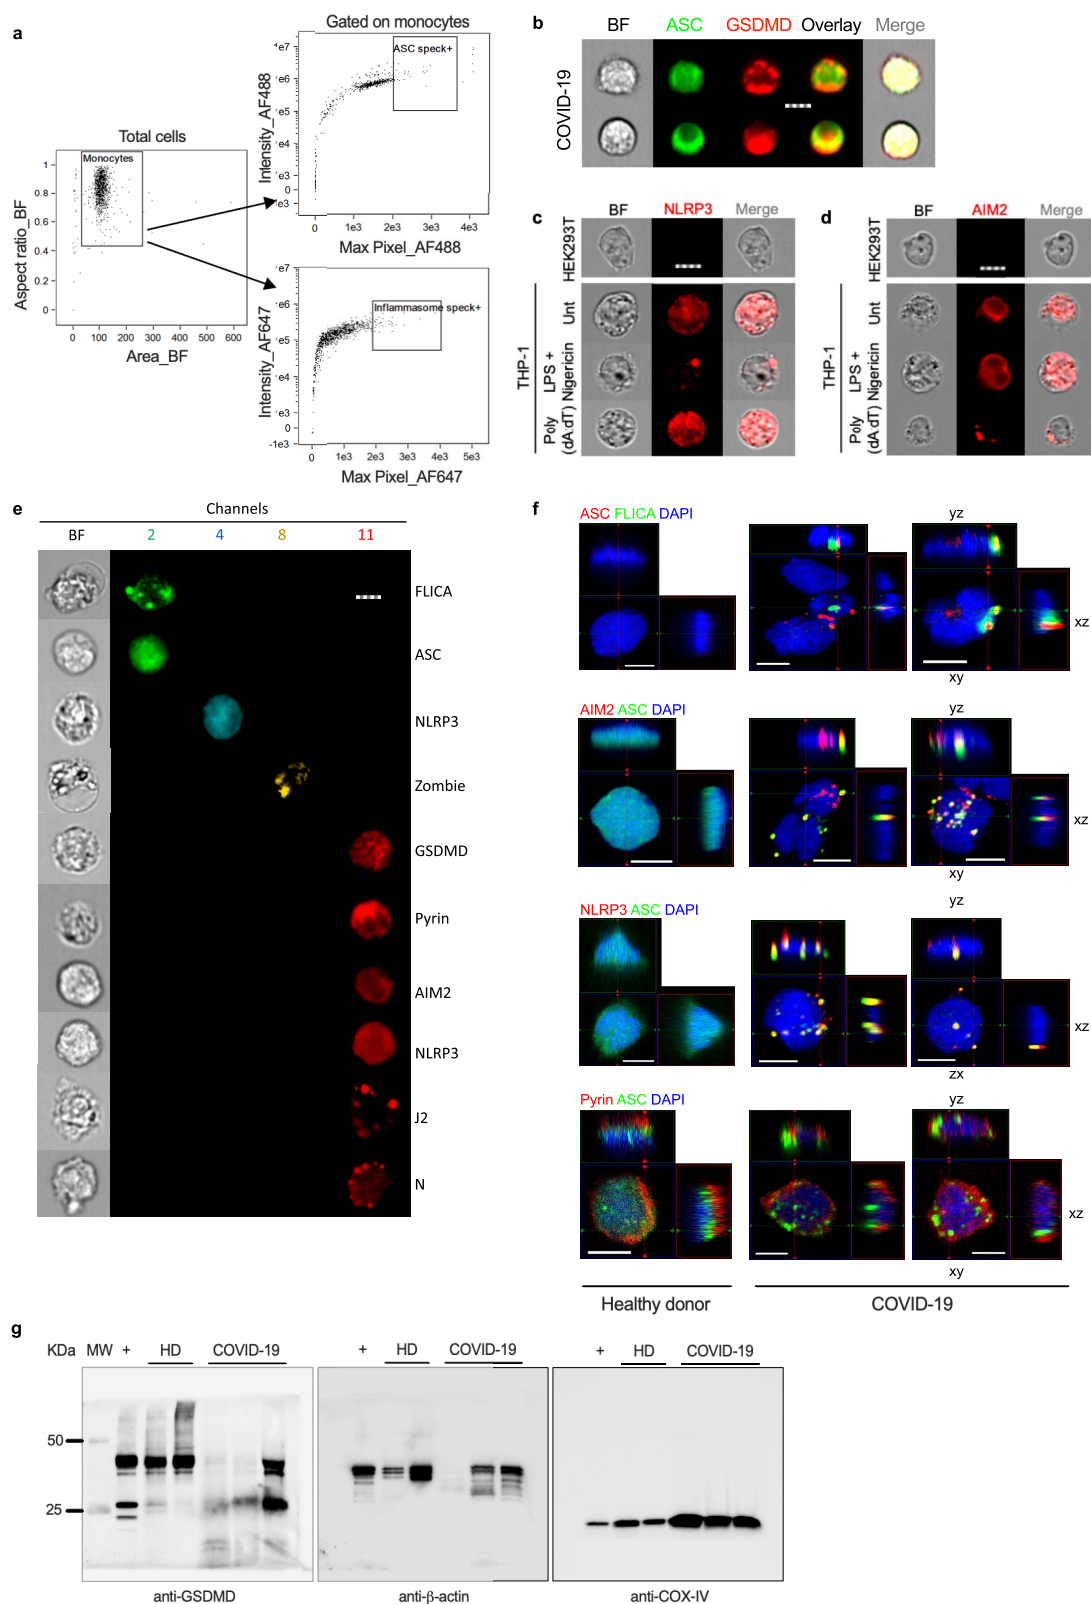 a
Gated on monocytes
1e7
ASC speck+
1e6
1e5
1e4
0
1e3
Intensity_AF488
0 1e3 2e3 3e3 4e3
Max Pixel_AF488
Total cells
Monocytes
1
0.8
0.6
0.4
0.2
0
Aspect ratio_BF
0 100 200 300 400 600
Area_BF
1e7
1e6
Inflammasome speck+
1e5
1e4
1e3
0
-1e3
Intensity_AF647
0 1e3 2e3 3e3 4e3 5e3
Max Pixel_AF647
b
BF ASC GSDMD Overlay Merge
COVID-19
c
BF NLRP3 Merge
HEK293T
Unt
LPS + Nigericin
Poly (dA:dT)
THP-1
d
BF AIM2 Merge
HEK293T
Unt
LPS + Nigericin
Poly (dA:dT)
THP-1
e
Channels
BF 2 4 8 11
FLICA
ASC
NLRP3
Zombie
GSDMD
Pyrin
AIM2
NLRP3
J2
N
f
ASC FLICA DAPI
yz
xz
xy
AIM2 ASC DAPI
yz
xz
xy
NLRP3 ASC DAPI
yz
xz
zx
Pyrin ASC DAPI
yz
xz
xy
Healthy donor COVID-19
g
KDa MW + HD COVID-19
50
25
anti-GSDMD
+ HD COVID-19
anti-β-actin
+ HD COVID-19
anti-COX-IV